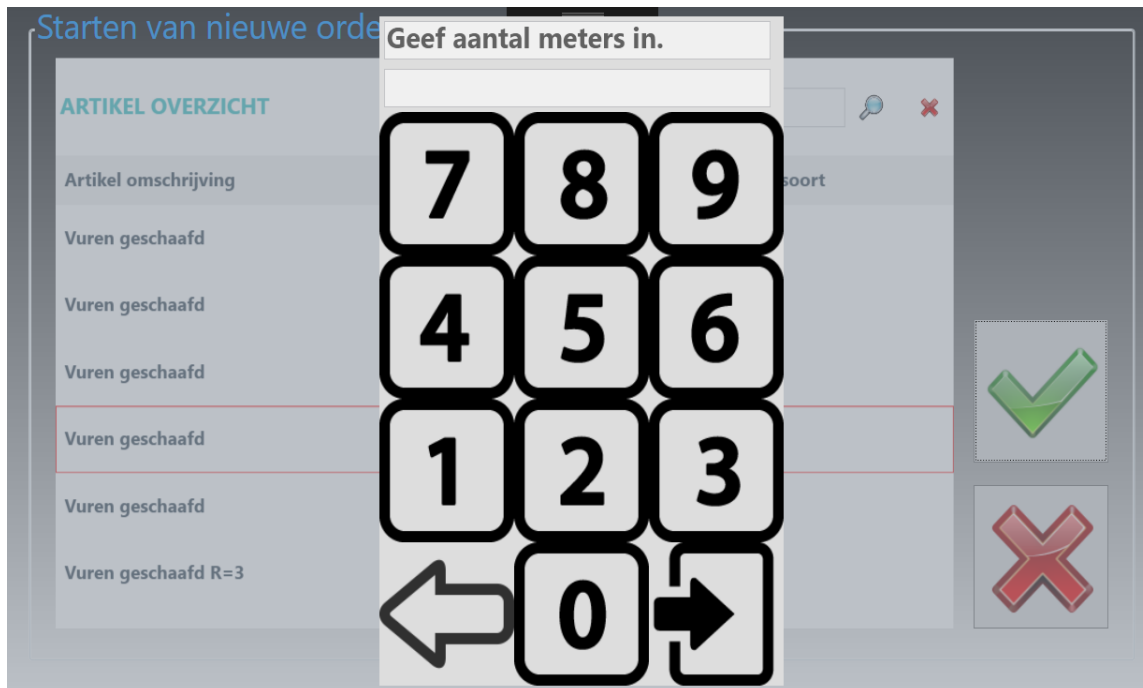 Starten van nieuwe orde
Geef aantal meters in.
ARTIKEL OVERZICHT
Artikel omschrijving
soort
Vuren geschaafd
Vuren geschaafd
Vuren geschaafd
Vuren geschaafd
Vuren geschaafd
Vuren geschaafd R=3
7 8 9
4 5 6
1 2 3
0